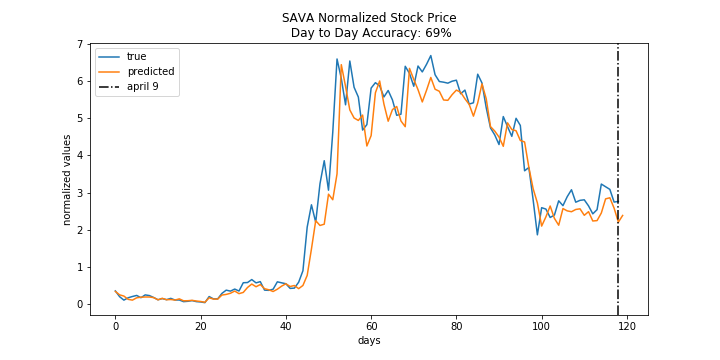 SAVA Normalized Stock Price
Day to Day Accuracy: 69%
true
predicted
april 9
normalized values
7
6
5
4
3
2
1
0
0
20
40
60
80
100
120
days